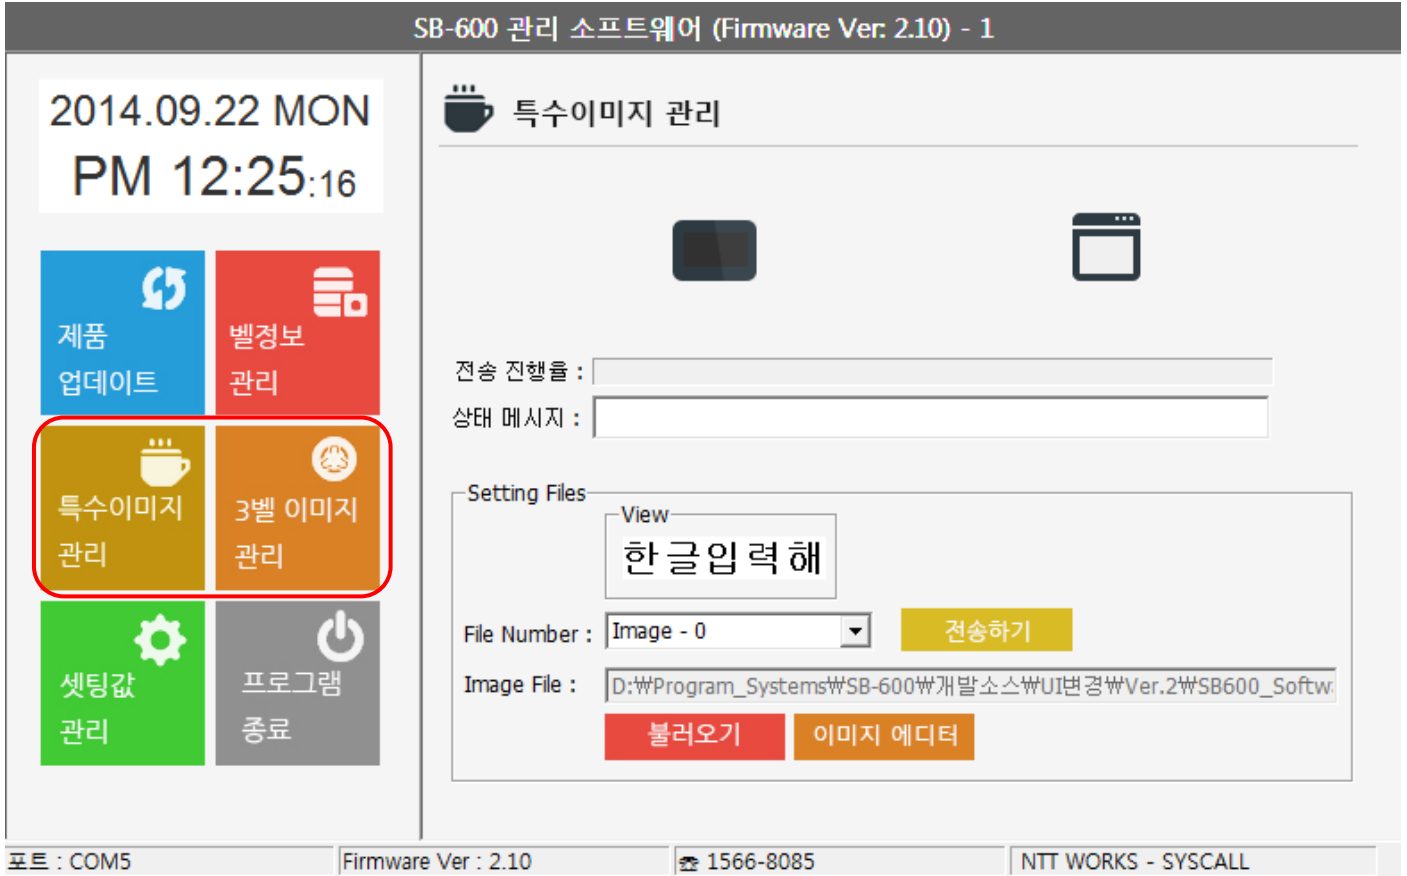 SB-600 관리 소프트웨어 (Firmware Ver: 2.10) - 1
2014.09.22 MON
PM 12:25:16
제품
업데이트
벨정보
관리
특수이미지
관리
3벨 이미지
관리
셋팅값
관리
프로그램
종료
특수이미지 관리
전송 진행율 :
상태 메시지 :
Setting Files
View
한글입력해
File Number :
Image - 0
전송하기
Image File :
D:₩Program_Systems₩SB-600₩개발소스₩UI변경₩Ver.2₩SB600_Softw
불러오기
이미지 에디터
포트 : COM5
Firmware Ver : 2.10
☎ 1566-8085
NTT WORKS - SYSCALL